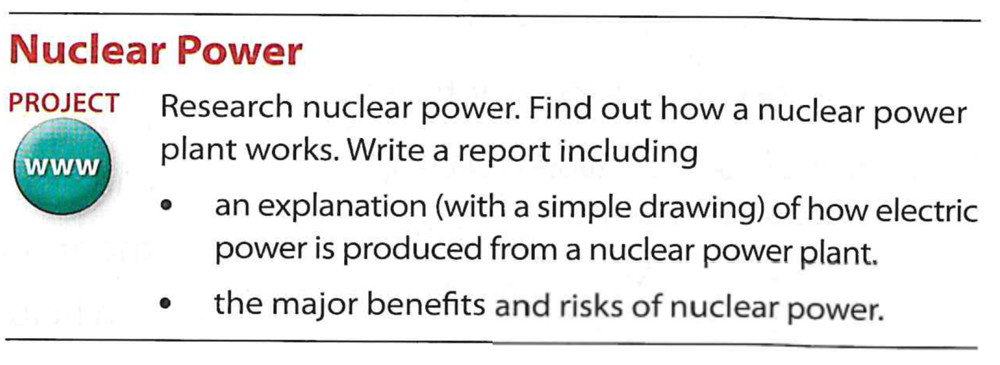 Nuclear Power
PROJECT
www
Research nuclear power. Find out how a nuclear power
plant works. Write a report including
• an explanation (with a simple drawing) of how electric
power is produced from a nuclear power plant.
• the major benefits and risks of nuclear power.